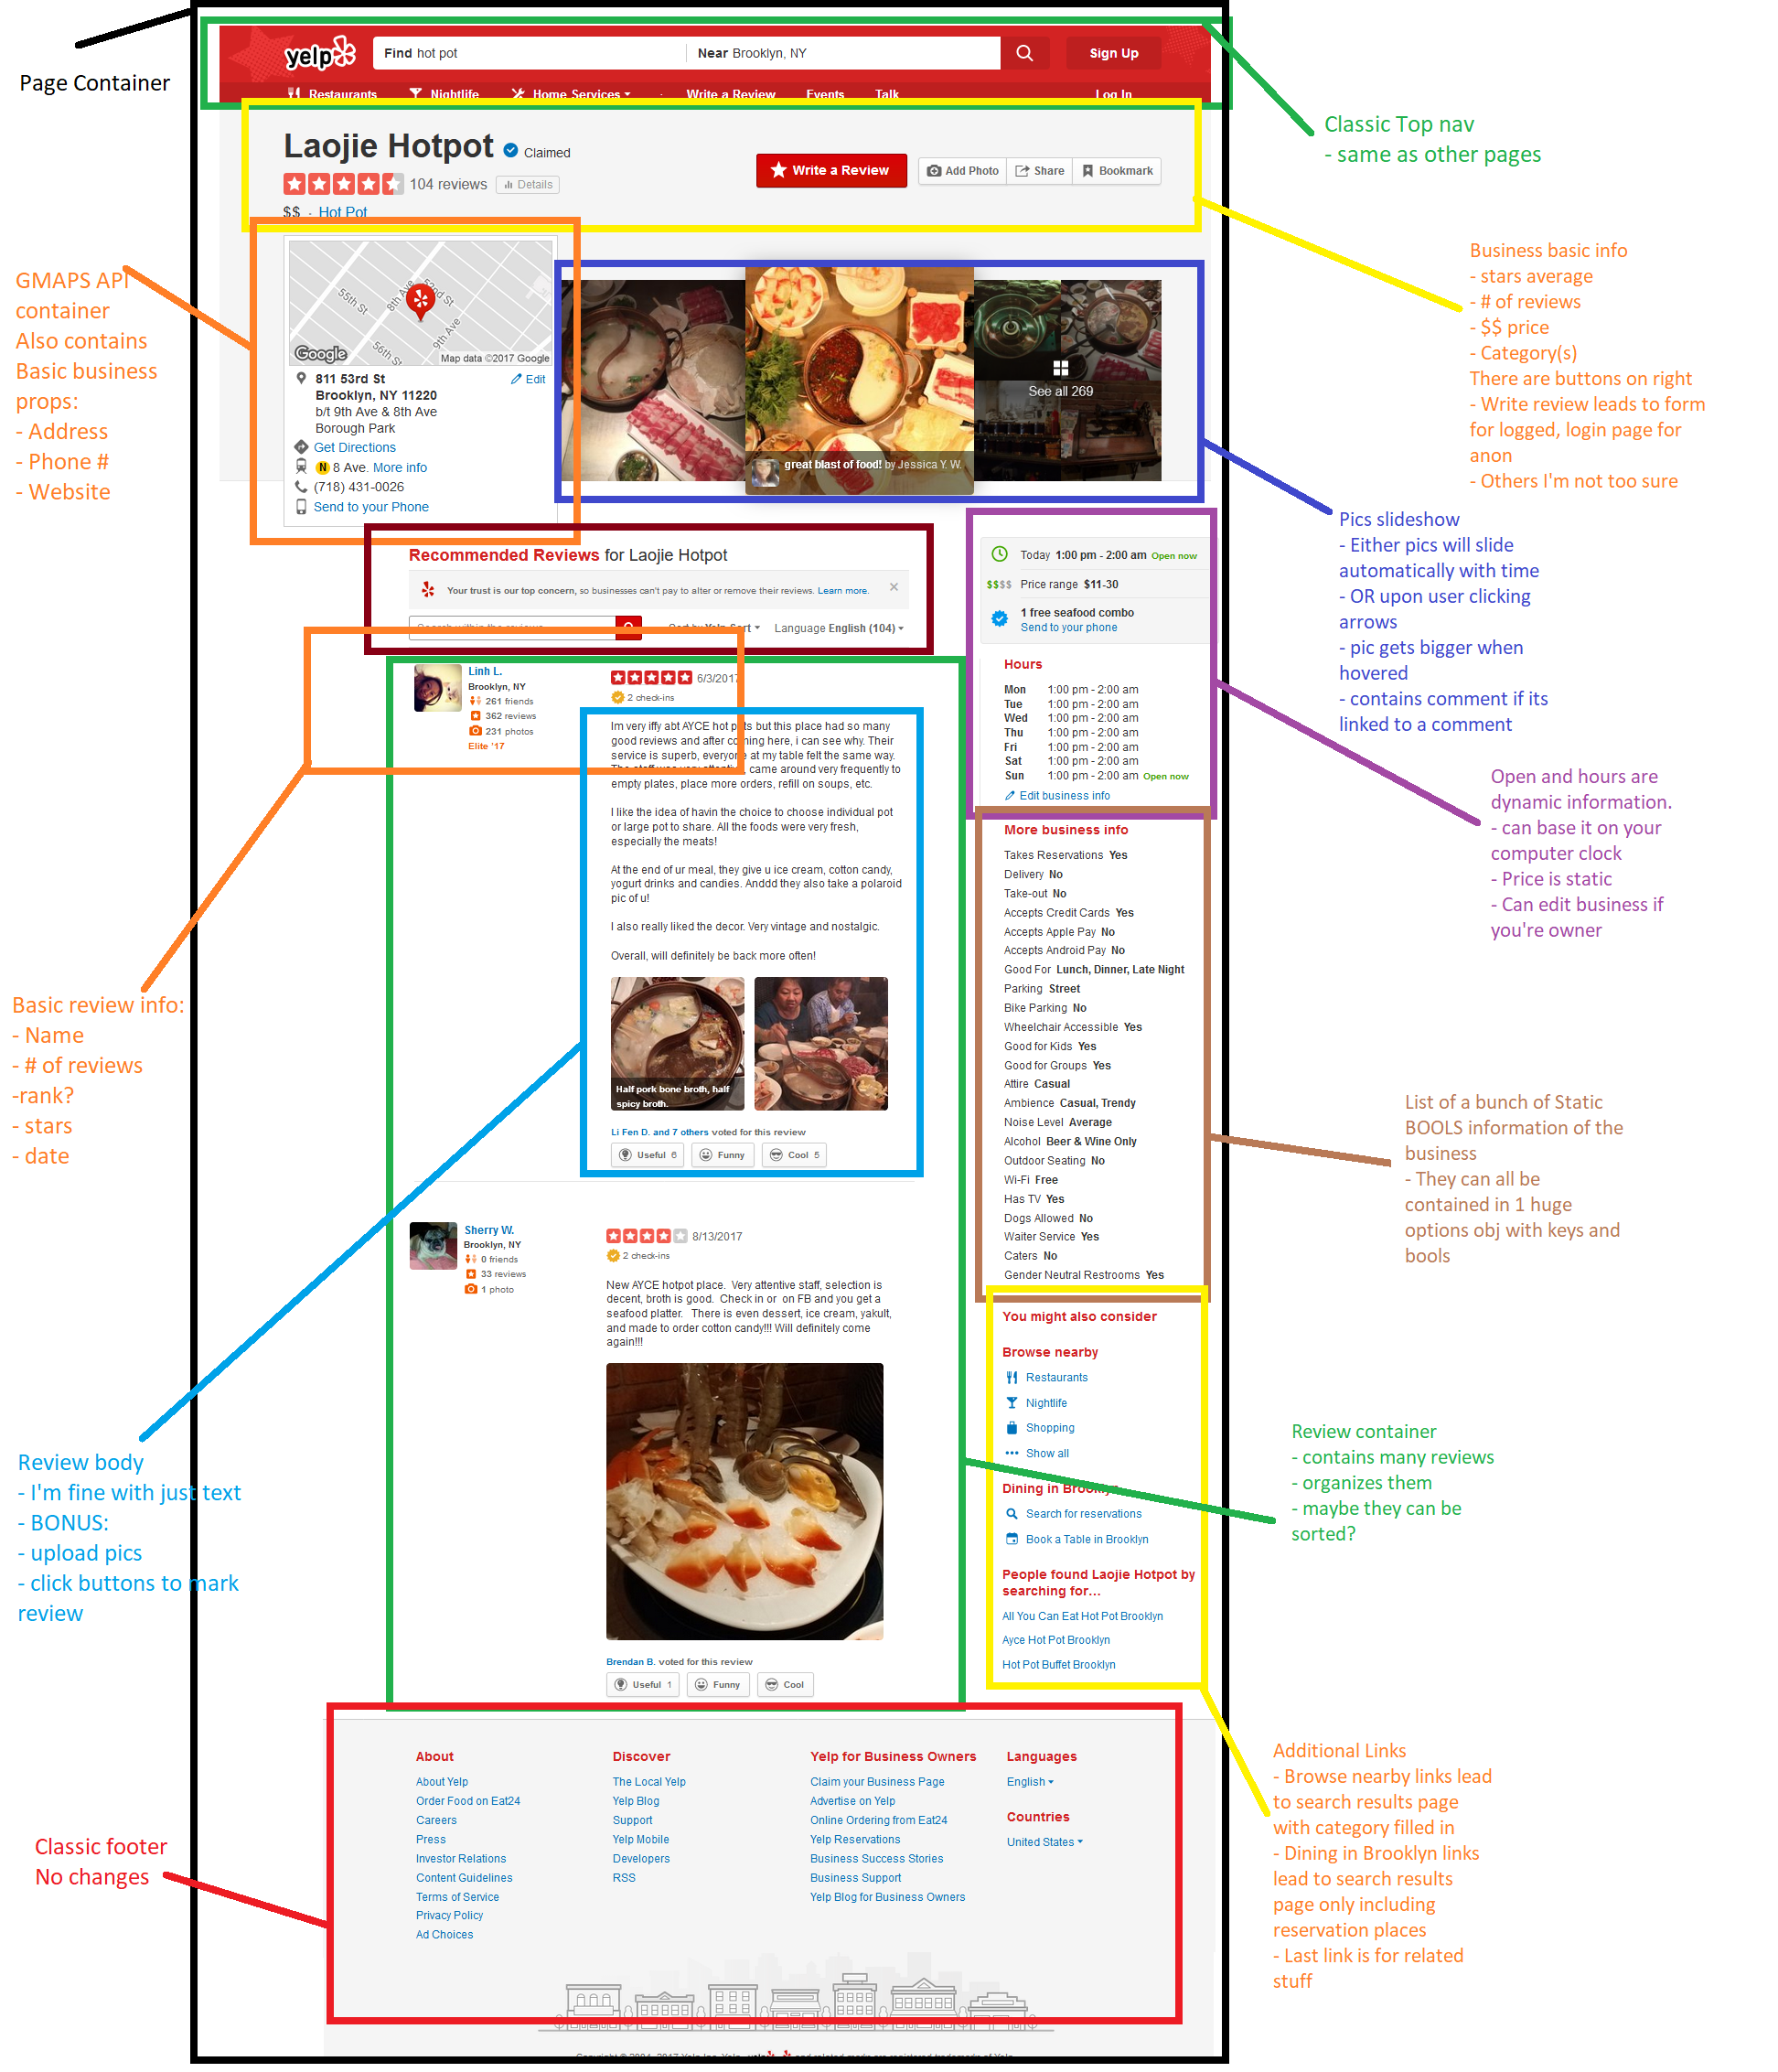 Page Container
yelp
Find hot pot
Near Brooklyn, NY
Sign Up
Restaurants
Nightlife
Home Services
Write a Review
Events
Talk
Log In
Classic Top nav
- same as other pages
Laojie Hotpot Claimed
104 reviews Details
$$ · Hot Pot
Write a Review
Add Photo
Share
Bookmark
Business basic info
- stars average
- # of reviews
- $$ price
- Category(s)
There are buttons on right
- Write review leads to form
for logged, login page for
anon
- Others I'm not too sure
GMAPS API
container
Also contains
Basic business
props:
- Address
- Phone #
- Website
55th St
8th Ave
52nd St
9th Ave
56th St
Google
Map data ©2017 Google
811 53rd St
Edit
Brooklyn, NY 11220
b/t 9th Ave & 8th Ave
Borough Park
Get Directions
N 8 Ave. More info
(718) 431-0026
Send to your Phone
great blast of food! by Jessica Y. W.
See all 269
Pics slideshow
- Either pics will slide
automatically with time
- OR upon user clicking
arrows
- pic gets bigger when
hovered
- contains comment if its
linked to a comment
Recommended Reviews for Laojie Hotpot
Your trust is our top concern, so businesses can't pay to alter or remove their reviews. Learn more.
Search within the reviews
Sort by Yelp Sort
Language English (104)
Today 1:00 pm - 2:00 am Open now
$$$$ Price range $11-30
1 free seafood combo
Send to your phone
Hours
Mon 1:00 pm - 2:00 am
Tue 1:00 pm - 2:00 am
Wed 1:00 pm - 2:00 am
Thu 1:00 pm - 2:00 am
Fri 1:00 pm - 2:00 am
Sat 1:00 pm - 2:00 am
Sun 1:00 pm - 2:00 am Open now
Edit business info
Open and hours are
dynamic information.
- can base it on your
computer clock
- Price is static
- Can edit business if
you're owner
Linh L.
Brooklyn, NY
261 friends
362 reviews
231 photos
Elite '17
6/3/2017
2 check-ins
Im very iffy abt AYCE hot pots but this place had so many
good reviews and after coming here, i can see why. Their
service is superb, everyone at my table felt the same way.
The staff was very attentive, came around very frequently to
empty plates, place more orders, refill on soups, etc.
I like the idea of havin the choice to choose individual pot
or large pot to share. All the foods were very fresh,
especially the meats!
At the end of ur meal, they give u ice cream, cotton candy,
yogurt drinks and candies. Anddd they also take a polaroid
pic of u!
I also really liked the decor. Very vintage and nostalgic.
Overall, will definitely be back more often!
Half pork bone broth, half
spicy broth.
Li Fen D. and 7 others voted for this review
Useful 6
Funny
Cool 5
Basic review info:
- Name
- # of reviews
-rank?
- stars
- date
More business info
Takes Reservations Yes
Delivery No
Take-out No
Accepts Credit Cards Yes
Accepts Apple Pay No
Accepts Android Pay No
Good For Lunch, Dinner, Late Night
Parking Street
Bike Parking No
Wheelchair Accessible Yes
Good for Kids Yes
Good for Groups Yes
Attire Casual
Ambience Casual, Trendy
Noise Level Average
Alcohol Beer & Wine Only
Outdoor Seating No
Wi-Fi Free
Has TV Yes
Dogs Allowed No
Waiter Service Yes
Caters No
Gender Neutral Restrooms Yes
List of a bunch of Static
BOOLS information of the
business
- They can all be
contained in 1 huge
options obj with keys and
bools
Sherry W.
Brooklyn, NY
0 friends
33 reviews
1 photo
8/13/2017
2 check-ins
New AYCE hotpot place. Very attentive staff, selection is
decent, broth is good. Check in or on FB and you get a
seafood platter. There is even dessert, ice cream, yakult,
and made to order cotton candy!!! Will definitely come
again!!!
Brendan B. voted for this review
Useful 1
Funny
Cool
You might also consider
Browse nearby
Restaurants
Nightlife
Shopping
Show all
Dining in Brooklyn
Search for reservations
Book a Table in Brooklyn
People found Laojie Hotpot by
searching for…
All You Can Eat Hot Pot Brooklyn
Ayce Hot Pot Brooklyn
Hot Pot Buffet Brooklyn
Review container
- contains many reviews
- organizes them
- maybe they can be
sorted?
Review body
- I'm fine with just text
- BONUS:
- upload pics
- click buttons to mark
review
Additional Links
- Browse nearby links lead
to search results page
with category filled in
- Dining in Brooklyn links
lead to search results
page only including
reservation places
- Last link is for related
stuff
Classic footer
No changes
About
About Yelp
Order Food on Eat24
Careers
Press
Investor Relations
Content Guidelines
Terms of Service
Privacy Policy
Ad Choices
Discover
The Local Yelp
Yelp Blog
Support
Yelp Mobile
Developers
RSS
Yelp for Business Owners
Claim your Business Page
Advertise on Yelp
Online Ordering from Eat24
Yelp Reservations
Business Success Stories
Business Support
Yelp Blog for Business Owners
Languages
English
Countries
United States
Copyright © 2004–2017 Yelp Inc. Yelp, yelp and related marks are registered trademarks of Yelp.